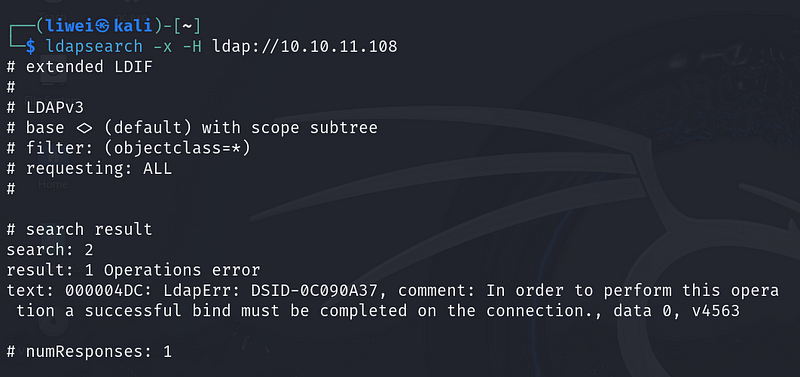 ┌──(liwei㉿kali)-[~]
└─$ ldapsearch -x -H ldap://10.10.11.108
# extended LDIF
#
# LDAPv3
# base <> (default) with scope subtree
# filter: (objectclass=*)
# requesting: ALL
#

# search result
search: 2
result: 1 Operations error
text: 000004DC: LdapErr: DSID-0C090A37, comment: In order to perform this opera
 tion a successful bind must be completed on the connection., data 0, v4563

# numResponses: 1